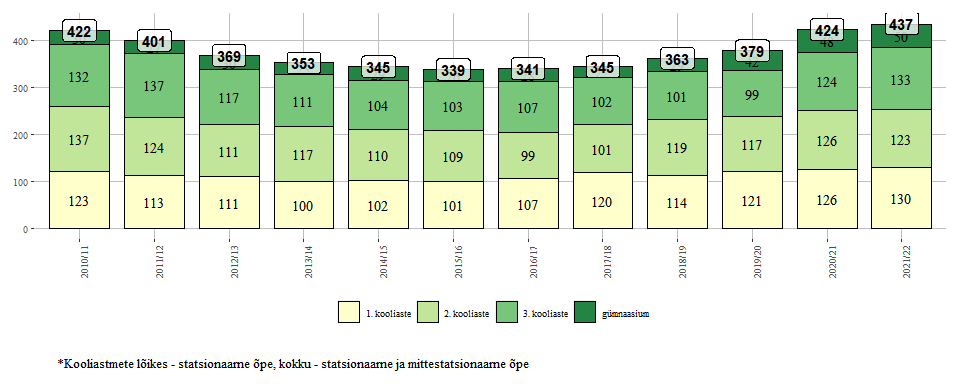 422 401 369 353 345 339 341 345 363 379 424 437
400
300
200
100
0
132 137 117 111 104 103 107 102 101 99 124 133
137 124 111 117 110 109 99 101 119 117 126 123
123 113 111 100 102 101 107 120 114 121 126 130
42 48 50
2010/11 2011/12 2012/13 2013/14 2014/15 2015/16 2016/17 2017/18 2018/19 2019/20 2020/21 2021/22
1. kooliaste 2. kooliaste 3. kooliaste gümnaasium
*Kooliastmete lõikes - statsionaarne õpe, kokku - statsionaarne ja mittestatsionaarne õpe